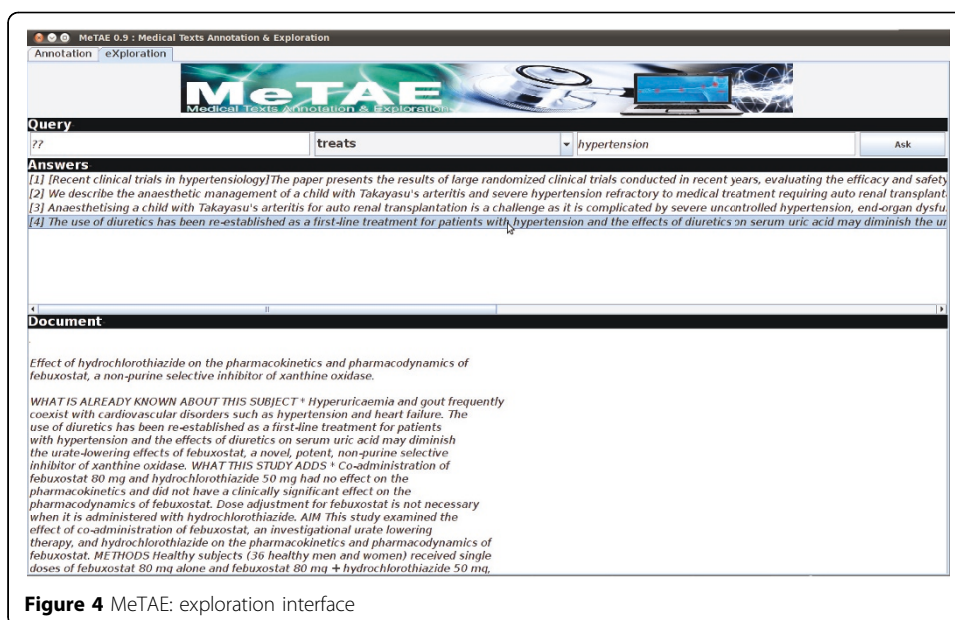 MeTAE 0.9 : Medical Texts Annotation & Exploration
Annotation eXploration
MeTAE
Medical Texts Annotation & Exploration
Query
?? treats hypertension Ask
Answers
[1] [Recent clinical trials in hypertensiology]The paper presents the results of large randomized clinical trials conducted in recent years, evaluating the efficacy and safety
[2] We describe the anaesthetic management of a child with Takayasu's arteritis and severe hypertension refractory to medical treatment requiring auto renal transplant
[3] Anaesthetising a child with Takayasu's arteritis for auto renal transplantation is a challenge as it is complicated by severe uncontrolled hypertension, end-organ dysfu
[4] The use of diuretics has been re-established as a first-line treatment for patients with hypertension and the effects of diuretics on serum uric acid may diminish the ur
Document
Effect of hydrochlorothiazide on the pharmacokinetics and pharmacodynamics of
febuxostat, a non-purine selective inhibitor of xanthine oxidase.
WHAT IS ALREADY KNOWN ABOUT THIS SUBJECT * Hyperuricaemia and gout frequently
coexist with cardiovascular disorders such as hypertension and heart failure. The
use of diuretics has been re-established as a first-line treatment for patients
with hypertension and the effects of diuretics on serum uric acid may diminish
the urate-lowering effects of febuxostat, a novel, potent, non-purine selective
inhibitor of xanthine oxidase. WHAT THIS STUDY ADDS * Co-administration of
febuxostat 80 mg and hydrochlorothiazide 50 mg had no effect on the
pharmacokinetics and did not have a clinically significant effect on the
pharmacodynamics of febuxostat. Dose adjustment for febuxostat is not necessary
when it is administered with hydrochlorothiazide. AIM This study examined the
effect of co-administration of febuxostat, an investigational urate lowering
therapy, and hydrochlorothiazide on the pharmacokinetics and pharmacodynamics of
febuxostat. METHODS Healthy subjects (36 healthy men and women) received single
doses of febuxostat 80 mg alone and febuxostat 80 mg + hydrochlorothiazide 50 mg,
Figure 4 MeTAE: exploration interface